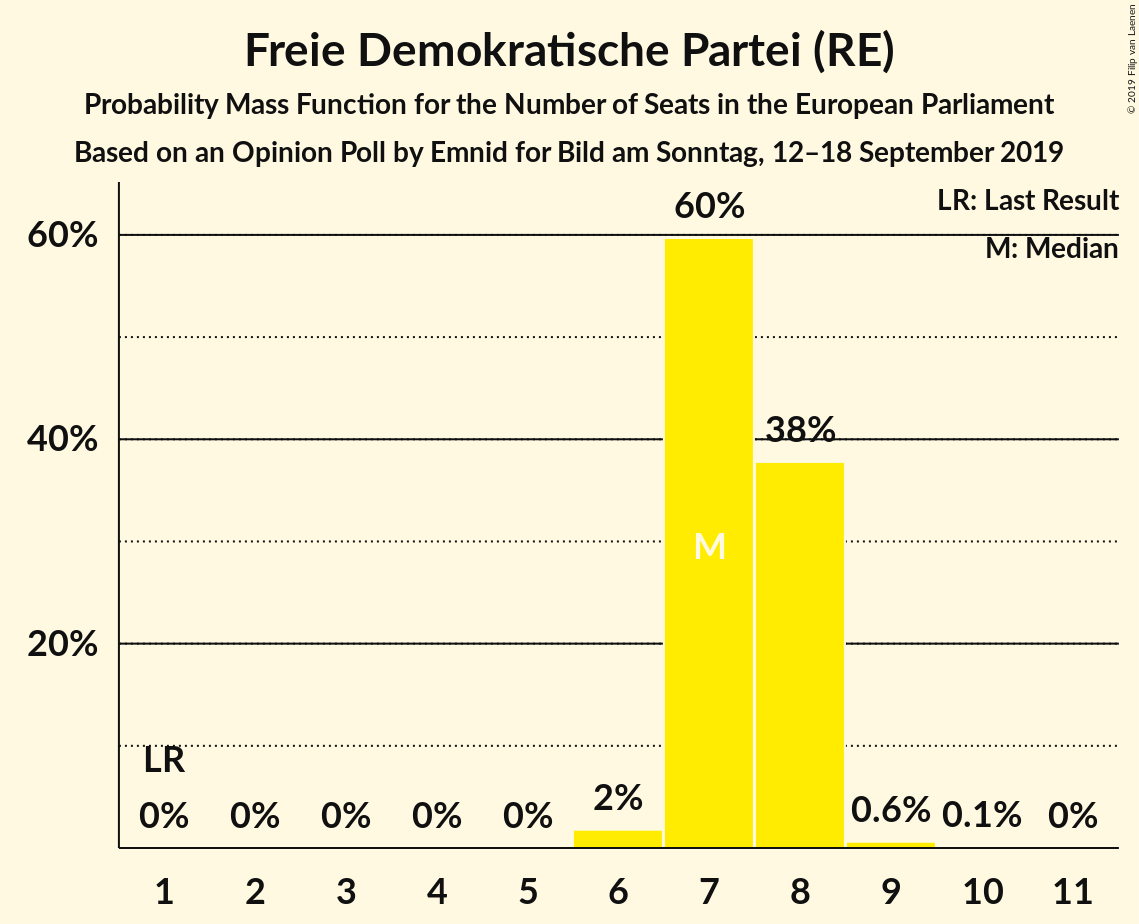 Freie Demokratische Partei (RE)
Probability Mass Function for the Number of Seats in the European Parliament
Based on an Opinion Poll by Emnid for Bild am Sonntag, 12–18 September 2019
© 2019 Filip van Laenen
LR: Last Result
M: Median
60%
40%
20%
60%
38%
M
LR
0%
0%
0%
0%
0%
2%
0.6%
0.1%
0%
1 2 3 4 5 6 7 8 9 10 11